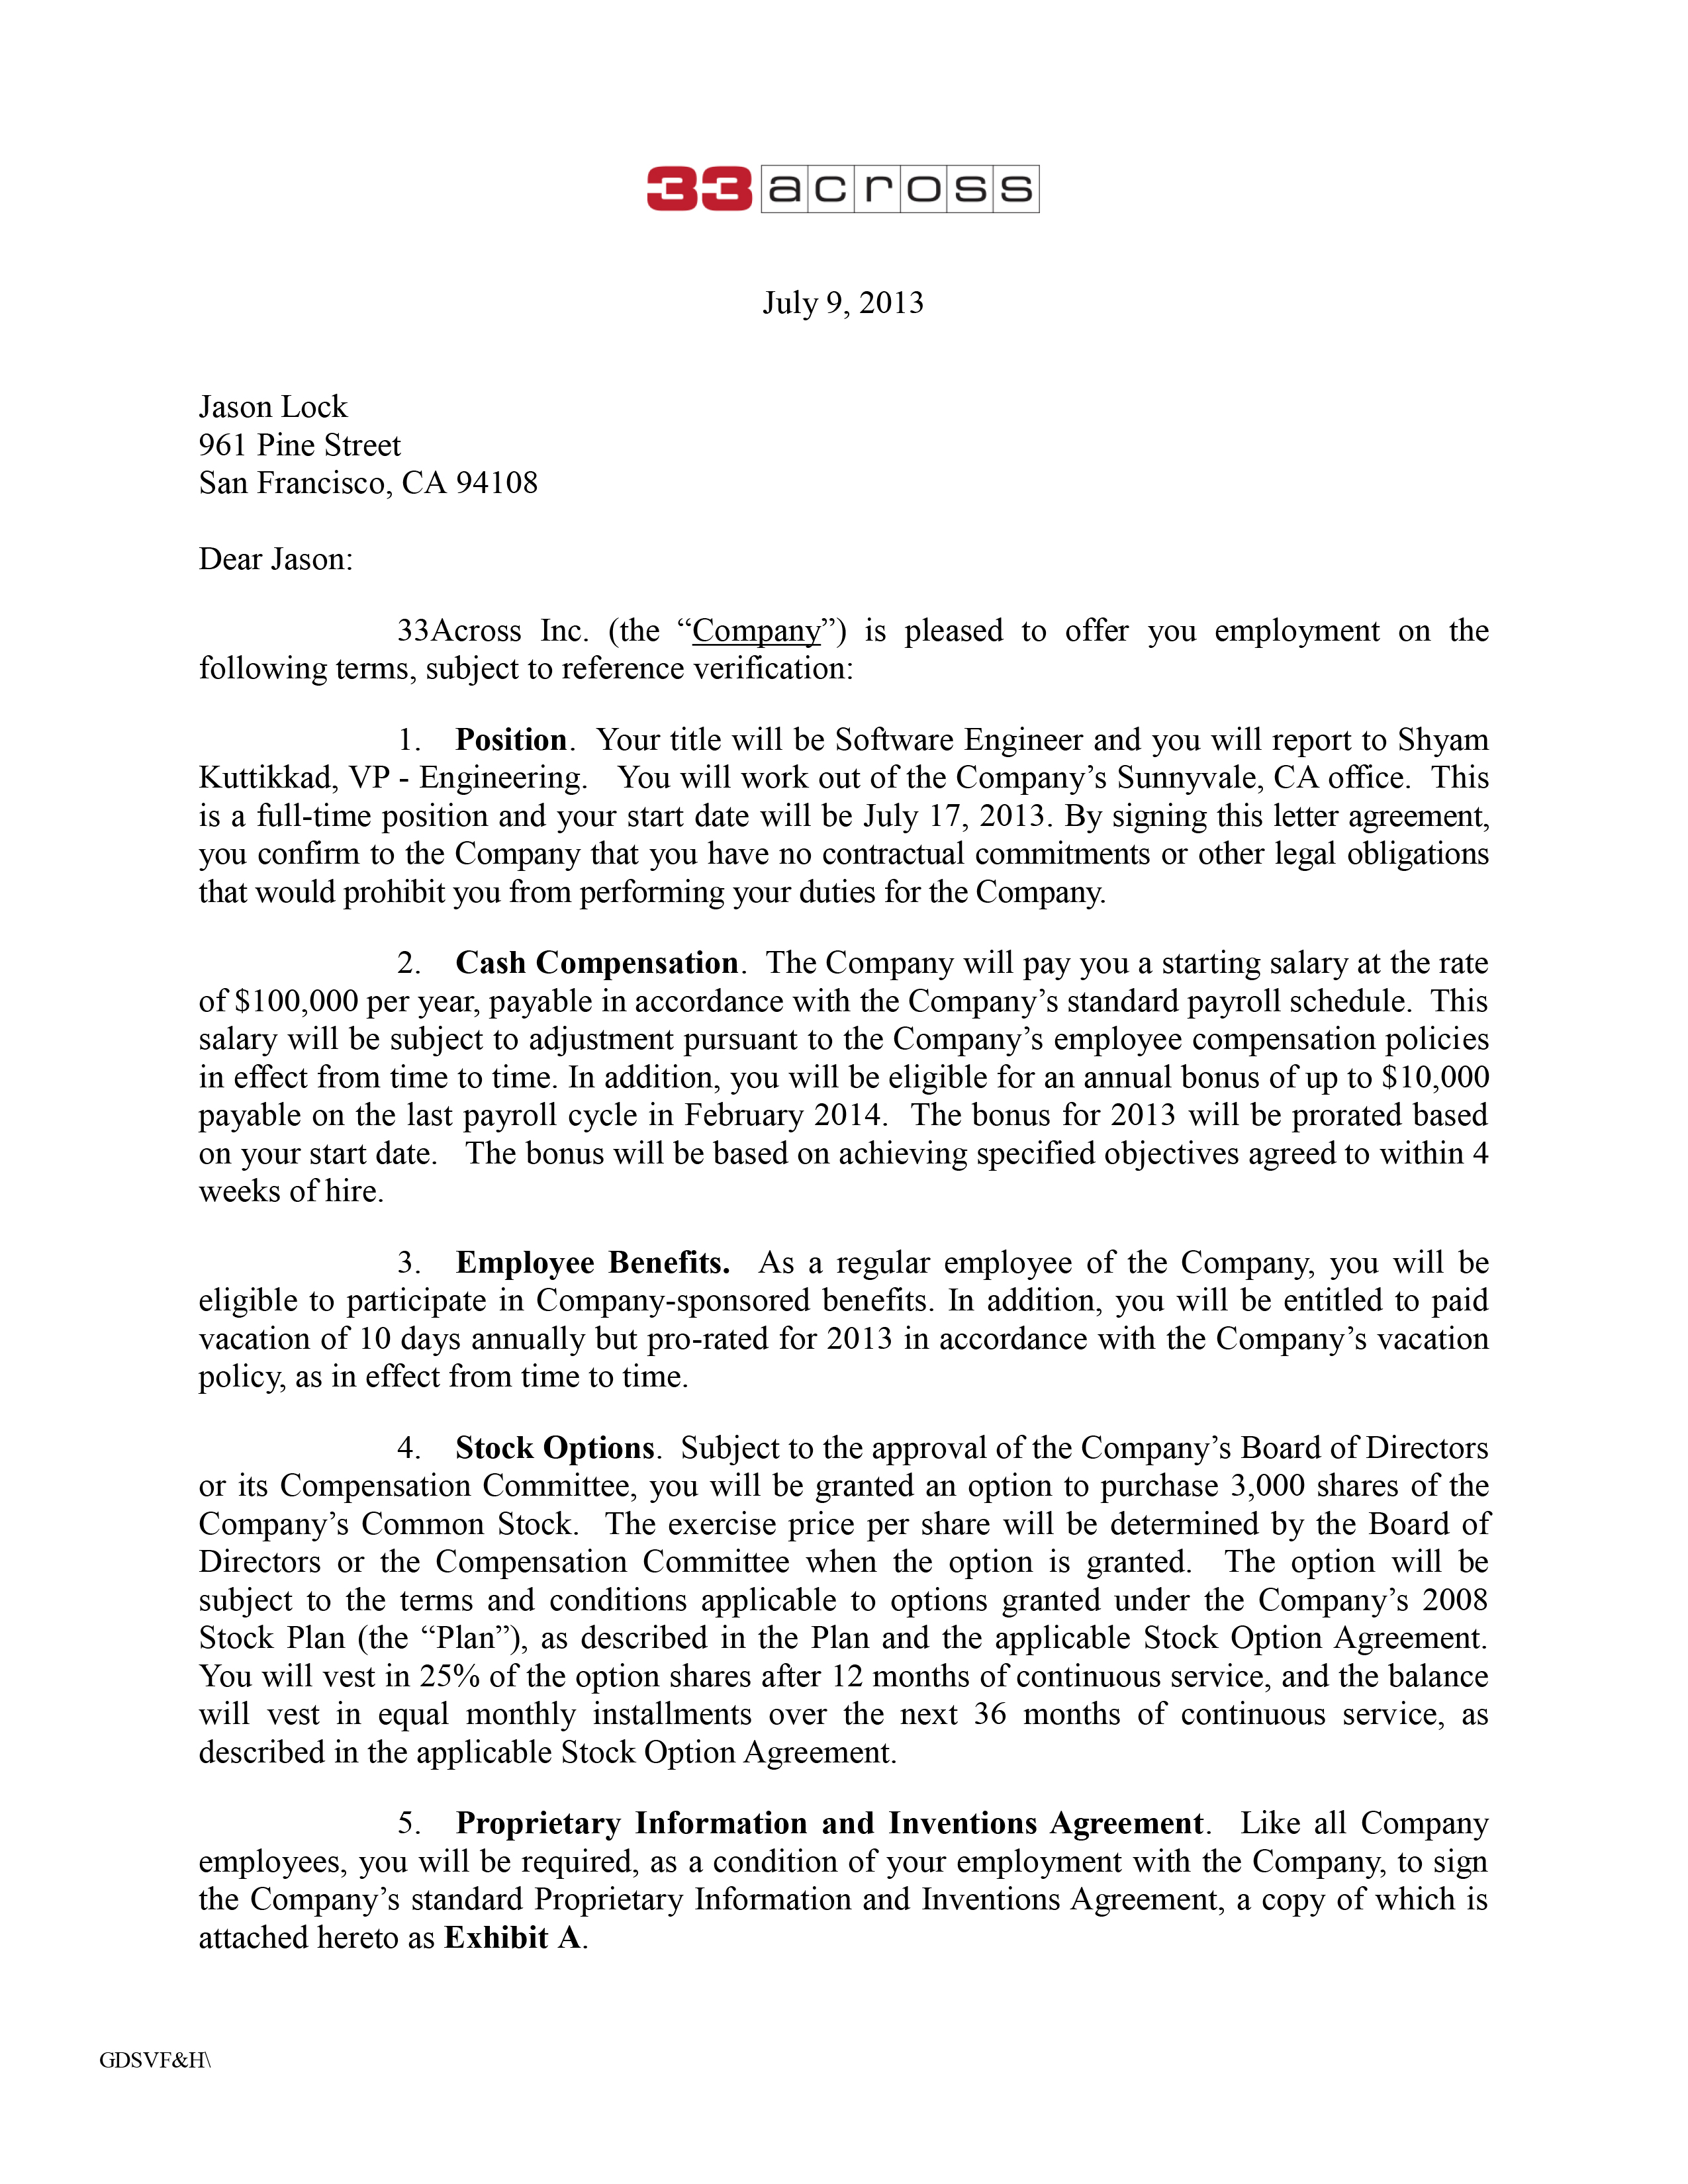 33across
July 9, 2013
Jason Lock
961 Pine Street
San Francisco, CA 94108
Dear Jason:
33Across Inc. (the “Company”) is pleased to offer you employment on the
following terms, subject to reference verification:
1. Position. Your title will be Software Engineer and you will report to Shyam
Kuttikkad, VP - Engineering. You will work out of the Company’s Sunnyvale, CA office. This
is a full-time position and your start date will be July 17, 2013. By signing this letter agreement,
you confirm to the Company that you have no contractual commitments or other legal obligations
that would prohibit you from performing your duties for the Company.
2. Cash Compensation. The Company will pay you a starting salary at the rate
of $100,000 per year, payable in accordance with the Company’s standard payroll schedule. This
salary will be subject to adjustment pursuant to the Company’s employee compensation policies
in effect from time to time. In addition, you will be eligible for an annual bonus of up to $10,000
payable on the last payroll cycle in February 2014. The bonus for 2013 will be prorated based
on your start date. The bonus will be based on achieving specified objectives agreed to within 4
weeks of hire.
3. Employee Benefits. As a regular employee of the Company, you will be
eligible to participate in Company-sponsored benefits. In addition, you will be entitled to paid
vacation of 10 days annually but pro-rated for 2013 in accordance with the Company’s vacation
policy, as in effect from time to time.
4. Stock Options. Subject to the approval of the Company’s Board of Directors
or its Compensation Committee, you will be granted an option to purchase 3,000 shares of the
Company’s Common Stock. The exercise price per share will be determined by the Board of
Directors or the Compensation Committee when the option is granted. The option will be
subject to the terms and conditions applicable to options granted under the Company’s 2008
Stock Plan (the “Plan”), as described in the Plan and the applicable Stock Option Agreement.
You will vest in 25% of the option shares after 12 months of continuous service, and the balance
will vest in equal monthly installments over the next 36 months of continuous service, as
described in the applicable Stock Option Agreement.
5. Proprietary Information and Inventions Agreement. Like all Company
employees, you will be required, as a condition of your employment with the Company, to sign
the Company’s standard Proprietary Information and Inventions Agreement, a copy of which is
attached hereto as Exhibit A.
GDSVF&H\